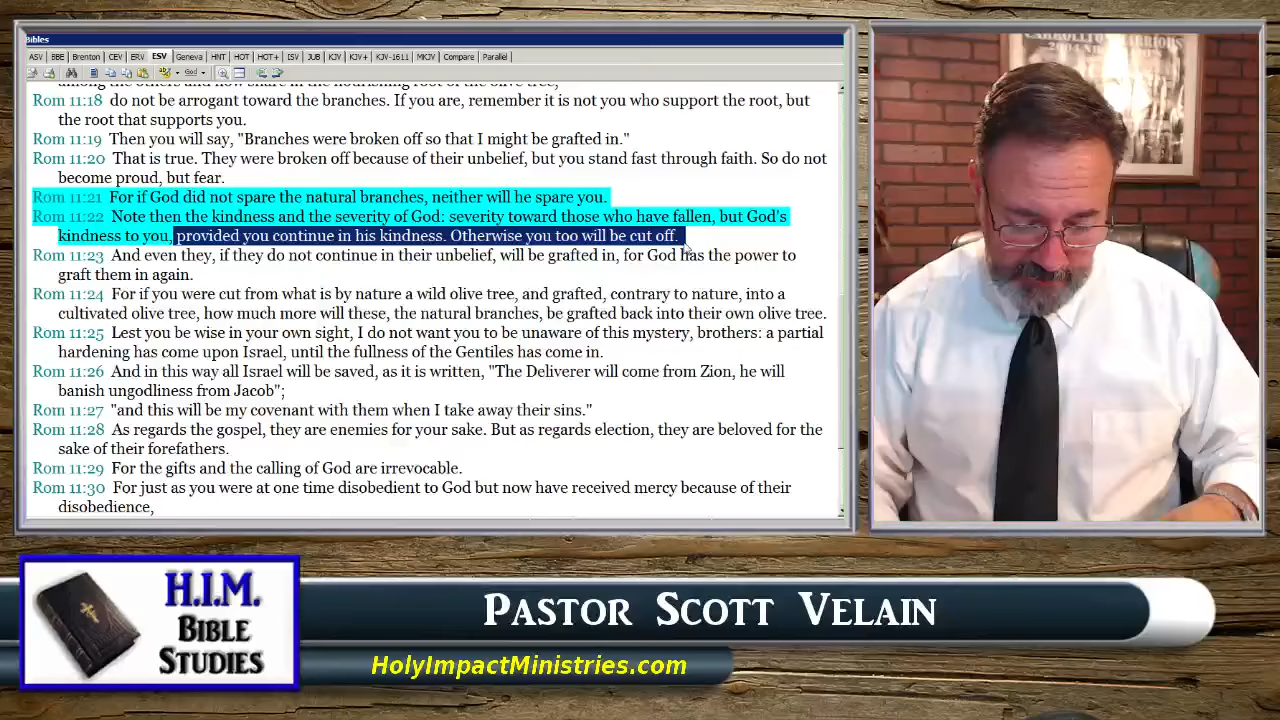 Bibles
ASV BBE Brenton CEV ERV ESV Geneva HNT HOT HOT+ ISV JUB KJV KJV+ KJV-1611 MKJV Compare Parallel
God
among the others and now share in the nourishing root of the olive tree,
Rom 11:18 do not be arrogant toward the branches. If you are, remember it is not you who support the root, but
the root that supports you.
Rom 11:19 Then you will say, "Branches were broken off so that I might be grafted in."
Rom 11:20 That is true. They were broken off because of their unbelief, but you stand fast through faith. So do not
become proud, but fear.
Rom 11:21 For if God did not spare the natural branches, neither will he spare you.
Rom 11:22 Note then the kindness and the severity of God: severity toward those who have fallen, but God's
kindness to you, provided you continue in his kindness. Otherwise you too will be cut off.
Rom 11:23 And even they, if they do not continue in their unbelief, will be grafted in, for God has the power to
graft them in again.
Rom 11:24 For if you were cut from what is by nature a wild olive tree, and grafted, contrary to nature, into a
cultivated olive tree, how much more will these, the natural branches, be grafted back into their own olive tree.
Rom 11:25 Lest you be wise in your own sight, I do not want you to be unaware of this mystery, brothers: a partial
hardening has come upon Israel, until the fullness of the Gentiles has come in.
Rom 11:26 And in this way all Israel will be saved, as it is written, "The Deliverer will come from Zion, he will
banish ungodliness from Jacob";
Rom 11:27 "and this will be my covenant with them when I take away their sins."
Rom 11:28 As regards the gospel, they are enemies for your sake. But as regards election, they are beloved for the
sake of their forefathers.
Rom 11:29 For the gifts and the calling of God are irrevocable.
Rom 11:30 For just as you were at one time disobedient to God but now have received mercy because of their
disobedience,
H.I.M.
BIBLE
STUDIES
PASTOR SCOTT VELAIN
HolyImpactMinistries.com